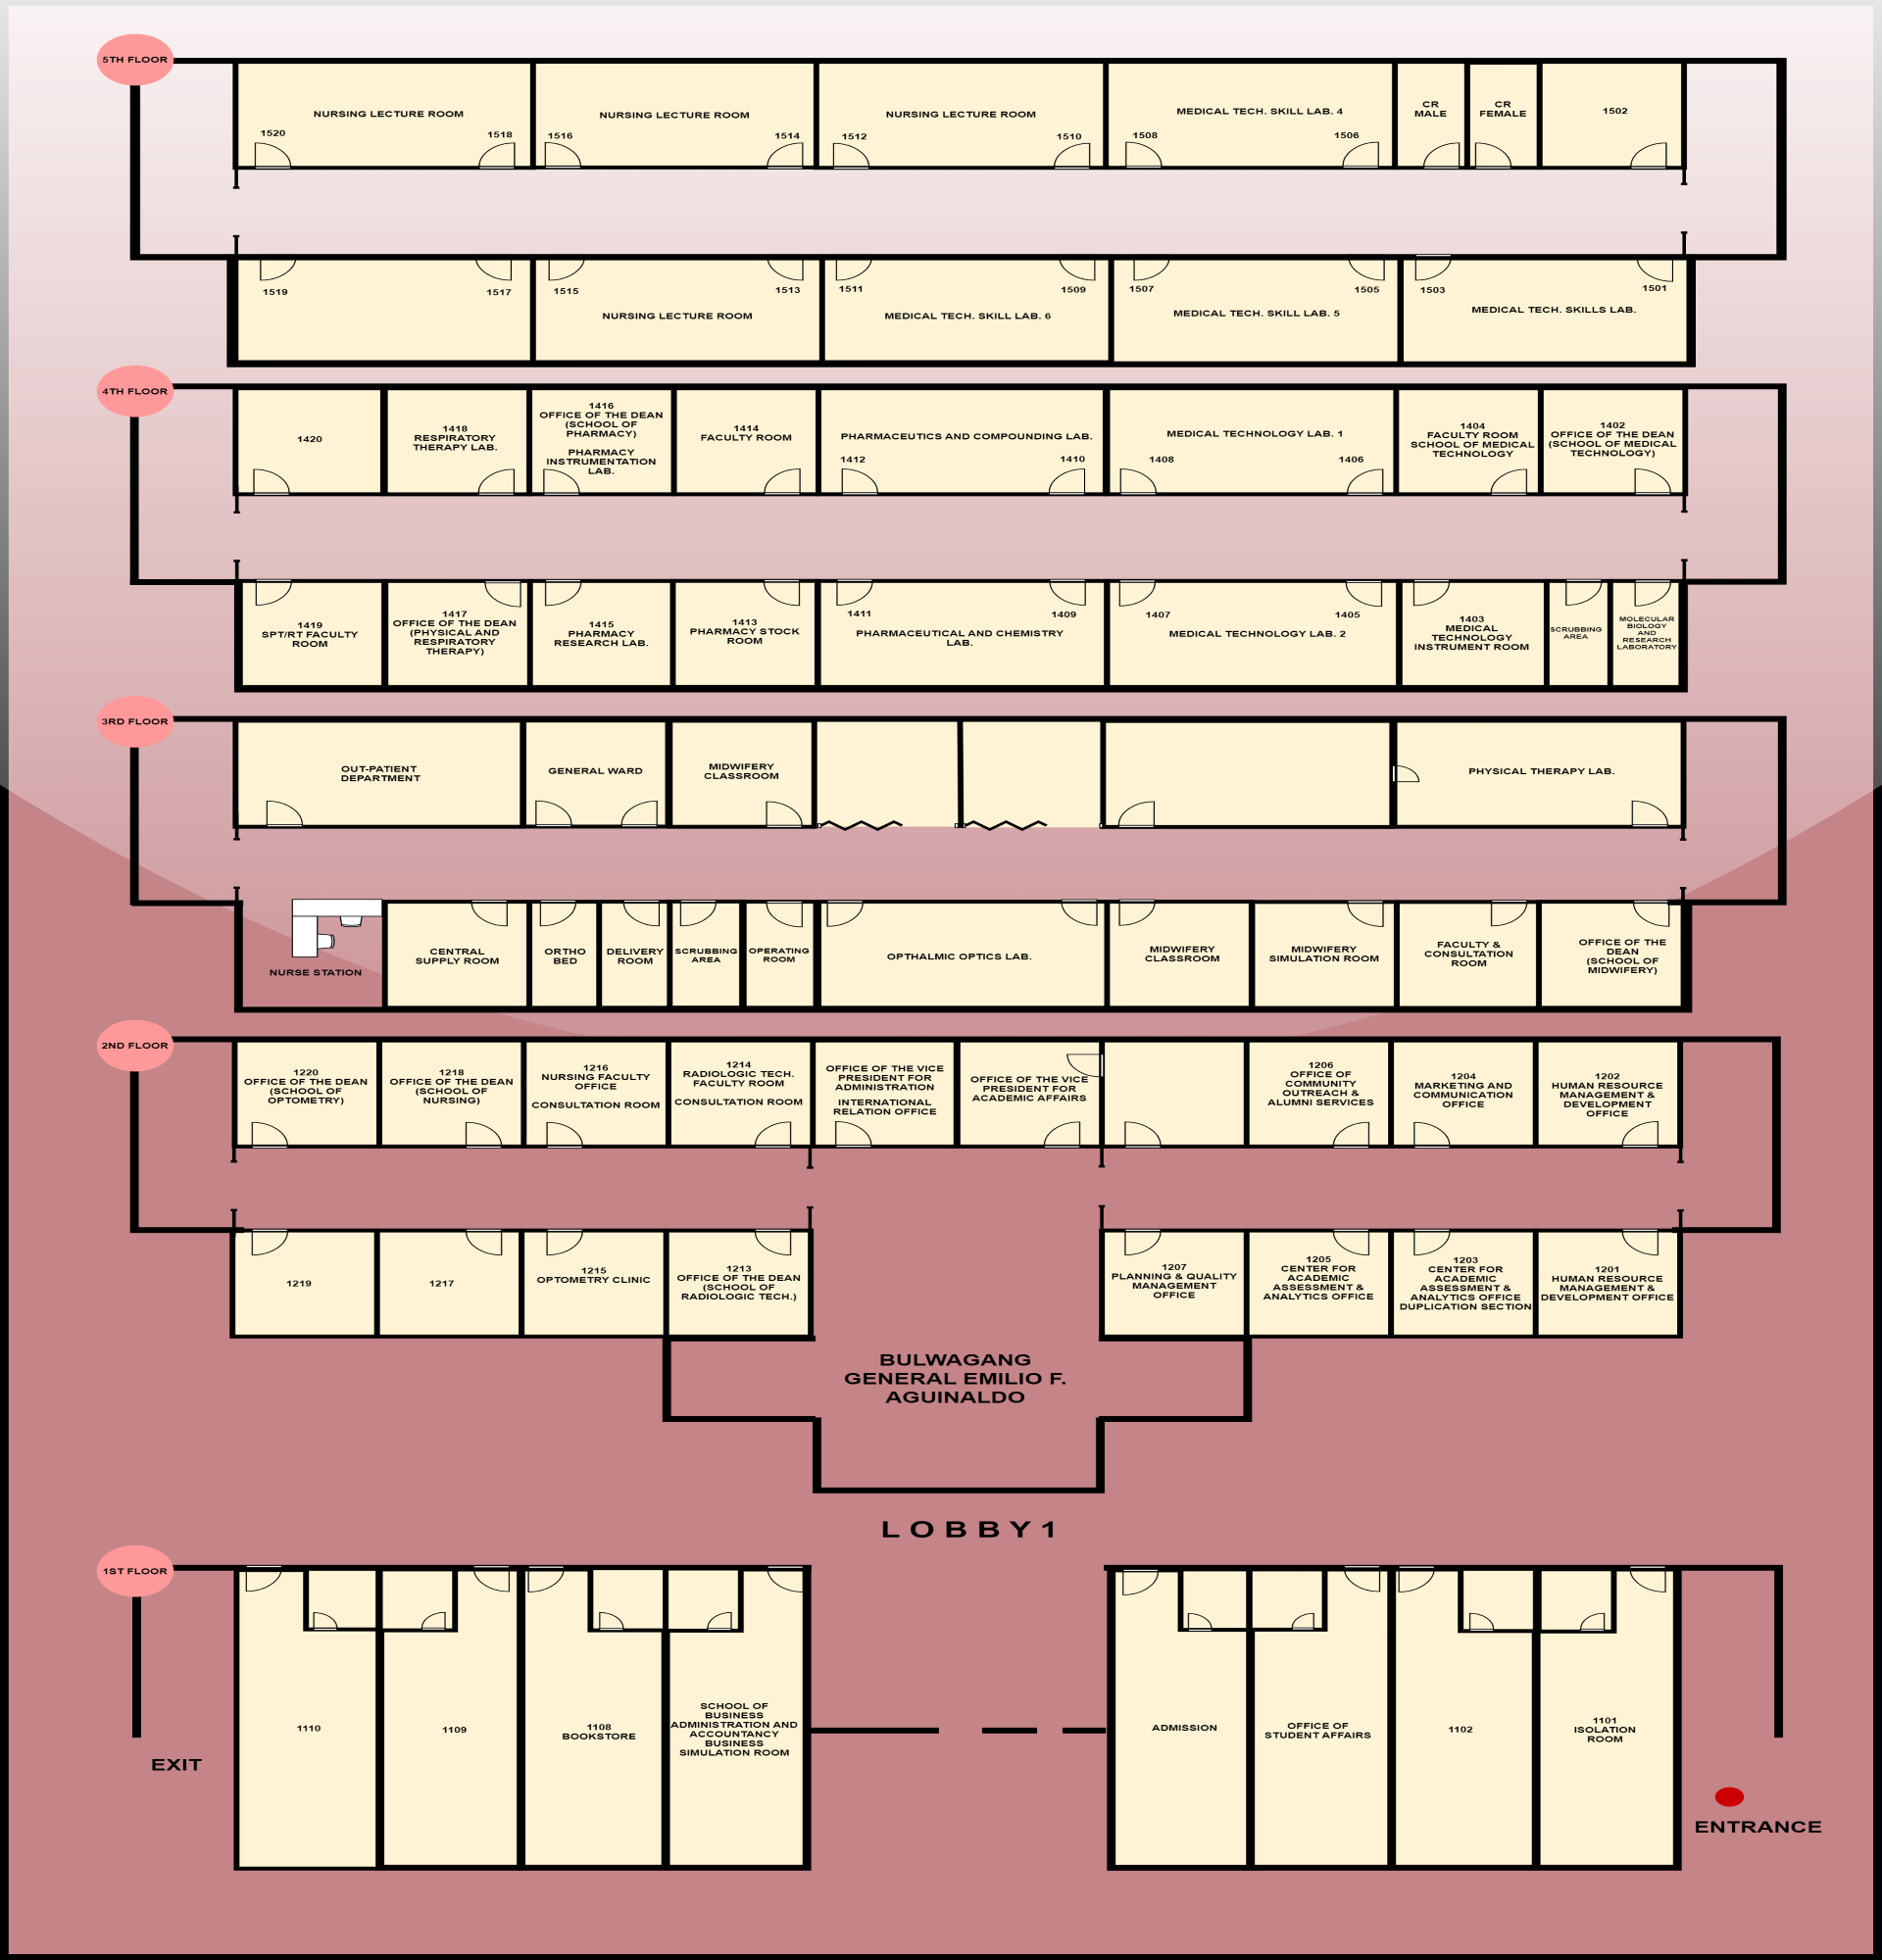 5TH FLOOR
NURSING LECTURE ROOM
1520
1518
NURSING LECTURE ROOM
1516
1514
NURSING LECTURE ROOM
1512
1510
MEDICAL TECH. SKILL LAB. 4
1508
1506
CR
MALE
CR
FEMALE
1502
1519
1517
1515
1513
NURSING LECTURE ROOM
1511
1509
MEDICAL TECH. SKILL LAB. 6
1507
1505
MEDICAL TECH. SKILL LAB. 5
1503
1501
MEDICAL TECH. SKILLS LAB.
4TH FLOOR
1420
1418
RESPIRATORY
THERAPY LAB.
1416
OFFICE OF THE DEAN
(SCHOOL OF
PHARMACY)
PHARMACY
INSTRUMENTATION
LAB.
1414
FACULTY ROOM
PHARMACEUTICS AND COMPOUNDING LAB.
1412
1410
MEDICAL TECHNOLOGY LAB. 1
1408
1406
1404
FACULTY ROOM
SCHOOL OF MEDICAL
TECHNOLOGY
1402
OFFICE OF THE DEAN
(SCHOOL OF MEDICAL
TECHNOLOGY)
1419
SPT/RT FACULTY
ROOM
1417
OFFICE OF THE DEAN
(PHYSICAL AND
RESPIRATORY
THERAPY)
1415
PHARMACY
RESEARCH LAB.
1413
PHARMACY STOCK
ROOM
1411
1409
PHARMACEUTICAL AND CHEMISTRY
LAB.
1407
1405
MEDICAL TECHNOLOGY LAB. 2
1403
MEDICAL
TECHNOLOGY
INSTRUMENT ROOM
SCRUBBING
AREA
MOLECULAR
BIOLOGY
AND
RESEARCH
LABORATORY
3RD FLOOR
OUT-PATIENT
DEPARTMENT
GENERAL WARD
MIDWIFERY
CLASSROOM
PHYSICAL THERAPY LAB.
NURSE STATION
CENTRAL
SUPPLY ROOM
ORTHO
BED
DELIVERY
ROOM
SCRUBBING
AREA
OPERATING
ROOM
OPTHALMIC OPTICS LAB.
MIDWIFERY
CLASSROOM
MIDWIFERY
SIMULATION ROOM
FACULTY &
CONSULTATION
ROOM
OFFICE OF THE
DEAN
(SCHOOL OF
MIDWIFERY)
2ND FLOOR
1220
OFFICE OF THE DEAN
(SCHOOL OF
OPTOMETRY)
1218
OFFICE OF THE DEAN
(SCHOOL OF
NURSING)
1216
NURSING FACULTY
OFFICE
CONSULTATION ROOM
1214
RADIOLOGIC TECH.
FACULTY ROOM
CONSULTATION ROOM
OFFICE OF THE VICE
PRESIDENT FOR
ADMINISTRATION
INTERNATIONAL
RELATION OFFICE
OFFICE OF THE VICE
PRESIDENT FOR
ACADEMIC AFFAIRS
1206
OFFICE OF
COMMUNITY
OUTREACH &
ALUMNI SERVICES
1204
MARKETING AND
COMMUNICATION
OFFICE
1202
HUMAN RESOURCE
MANAGEMENT &
DEVELOPMENT
OFFICE
1219
1217
1215
OPTOMETRY CLINIC
1213
OFFICE OF THE DEAN
(SCHOOL OF
RADIOLOGIC TECH.)
1207
PLANNING & QUALITY
MANAGEMENT
OFFICE
1205
CENTER FOR
ACADEMIC
ASSESSMENT &
ANALYTICS OFFICE
1203
CENTER FOR
ACADEMIC
ASSESSMENT &
ANALYTICS OFFICE
DUPLICATION SECTION
1201
HUMAN RESOURCE
MANAGEMENT &
DEVELOPMENT OFFICE
BULWAGANG
GENERAL EMILIO F.
AGUINALDO
LOBBY1
1ST FLOOR
1110
1109
1108
BOOKSTORE
SCHOOL OF
BUSINESS
ADMINISTRATION AND
ACCOUNTANCY
BUSINESS
SIMULATION ROOM
ADMISSION
OFFICE OF
STUDENT AFFAIRS
1102
1101
ISOLATION
ROOM
EXIT
ENTRANCE